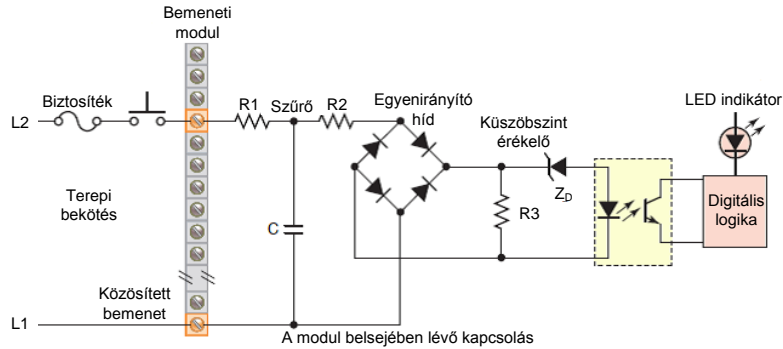 Bemeneti
modul
L2
Biztosíték
R1
Szűrő
R2
Egyenirányító
híd
Küszöbszint
érékelő
LED indikátor
Terepi
bekötés
C
R3
ZD
Digitális
logika
Közösített
bemenet
L1
A modul belsejében lévő kapcsolás